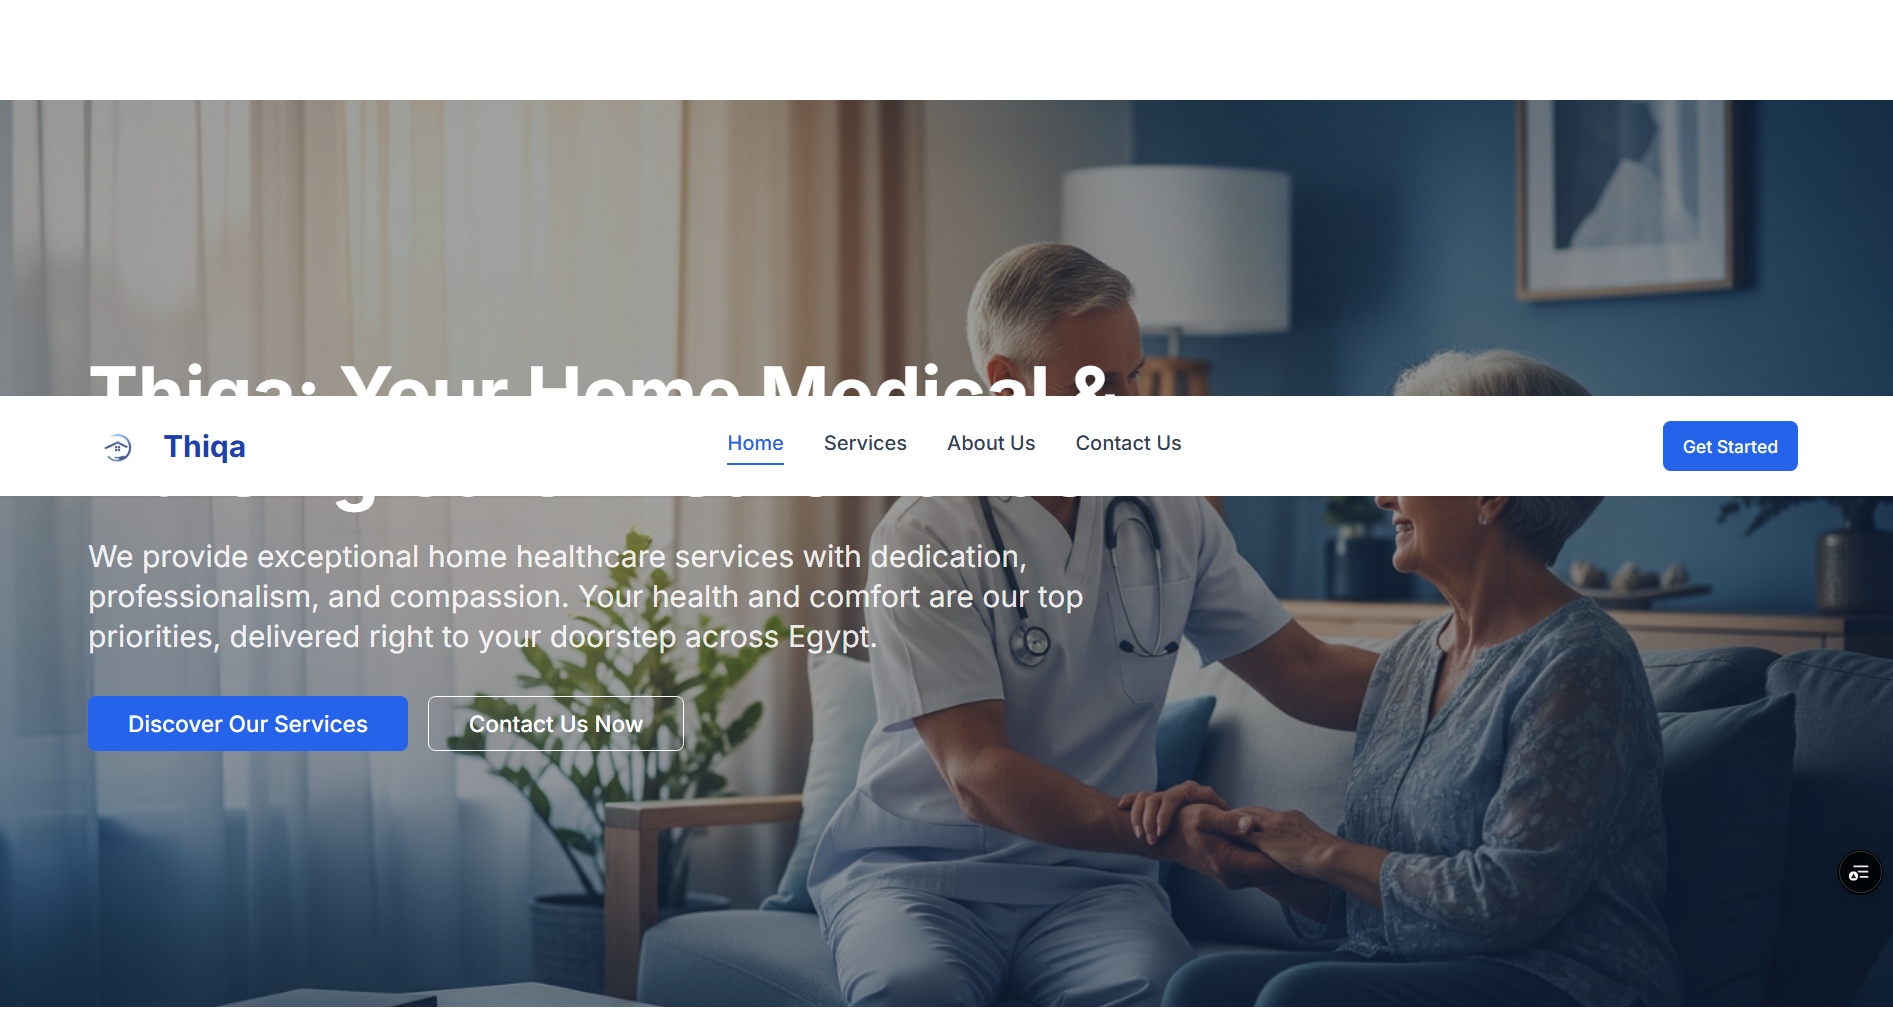 Thiqa: Your Home Medical &
Thiqa
Home
Services
About Us
Contact Us
Get Started
We provide exceptional home healthcare services with dedication,
professionalism, and compassion. Your health and comfort are our top
priorities, delivered right to your doorstep across Egypt.
Discover Our Services
Contact Us Now